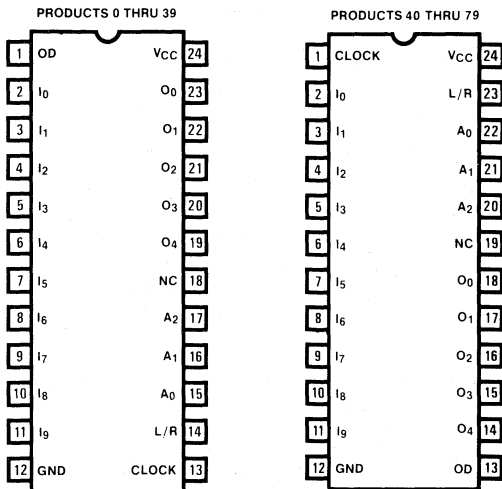 PRODUCTS 0 THRU 39
1 OD VCC 24
2 I0 O0 23
3 I1 O1 22
4 I2 O2 21
5 I3 O3 20
6 I4 O4 19
7 I5 NC 18
8 I6 A2 17
9 I7 A1 16
10 I8 A0 15
11 I9 L/R 14
12 GND CLOCK 13
PRODUCTS 40 THRU 79
1 CLOCK VCC 24
2 I0 L/R 23
3 I1 A0 22
4 I2 A1 21
5 I3 A2 20
6 I4 NC 19
7 I5 O0 18
8 I6 O1 17
9 I7 O2 16
10 I8 O3 15
11 I9 O4 14
12 GND OD 13